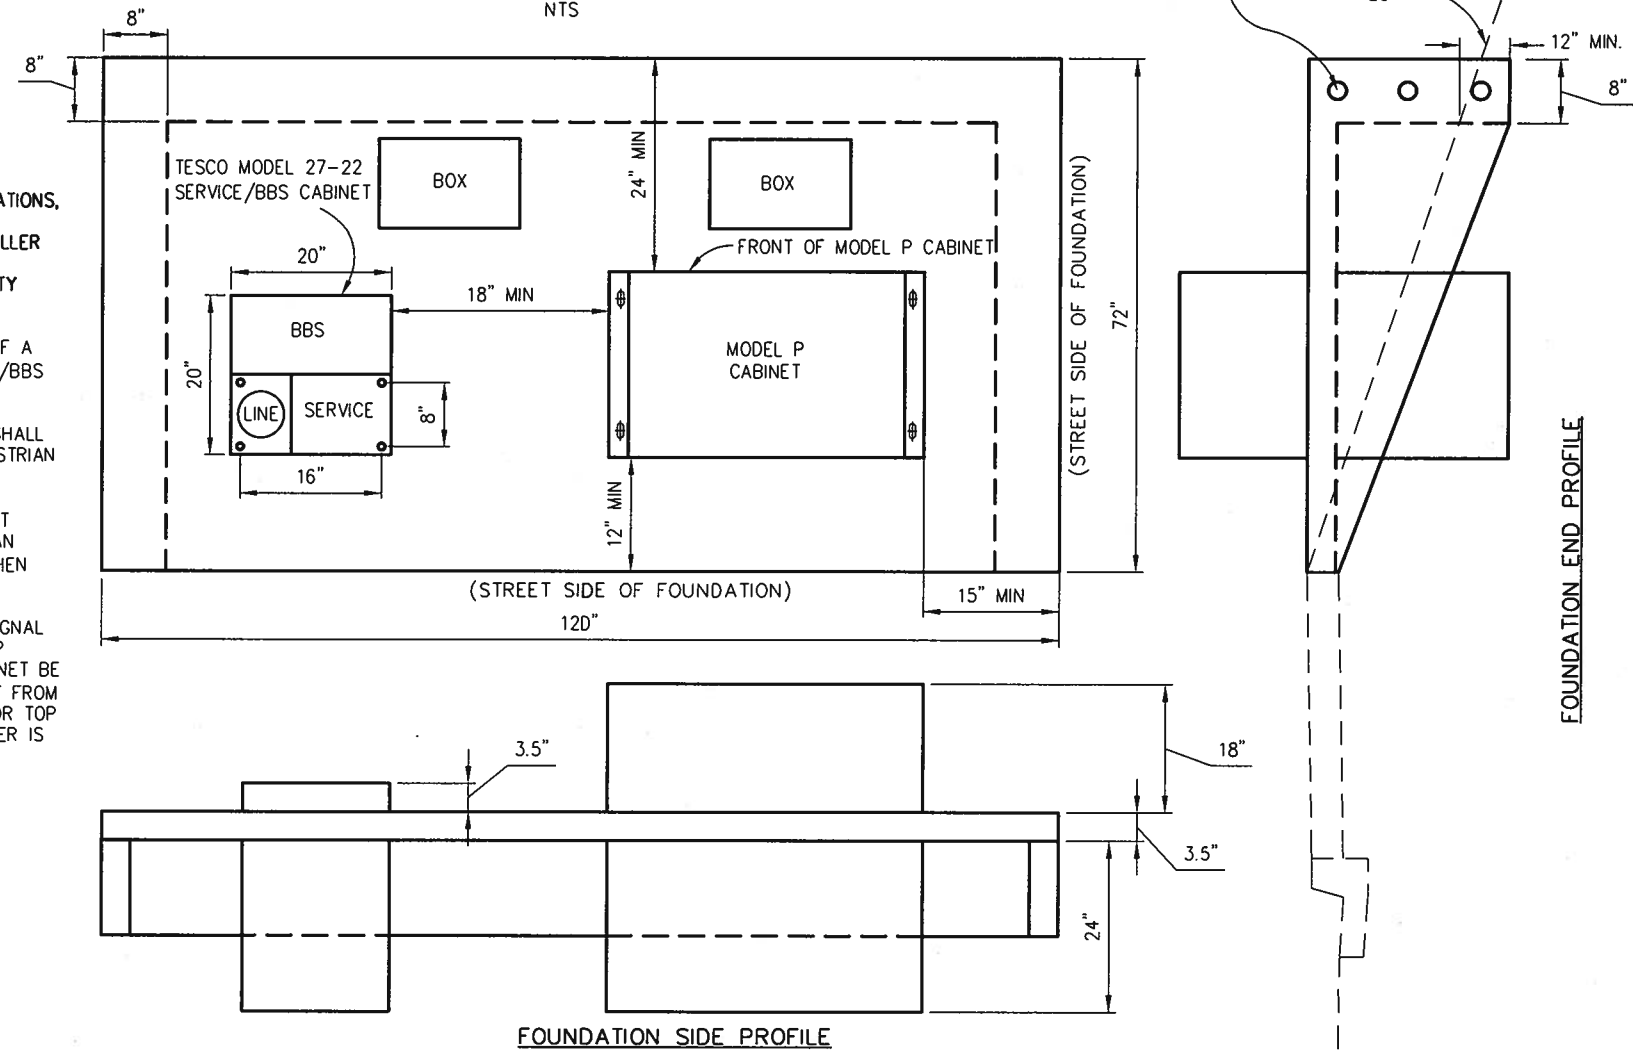 NTS
8"
8"
12" MIN.
8"
ATIONS,
LLER
TY
F A
/BBS
SHALL
STRIAN
T
AN
HEN
GNAL
NET BE
T FROM
OR TOP
ER IS
TESCO MODEL 27-22
SERVICE/BBS CABINET
BOX
BOX
24" MIN
FRONT OF MODEL P CABINET
20"
18" MIN
BBS
20"
LINE
SERVICE
8"
16"
MODEL P
CABINET
12" MIN
(STREET SIDE OF FOUNDATION)
72"
(STREET SIDE OF FOUNDATION)
15" MIN
12D"
FOUNDATION END PROFILE
3.5"
18"
3.5"
24"
FOUNDATION SIDE PROFILE